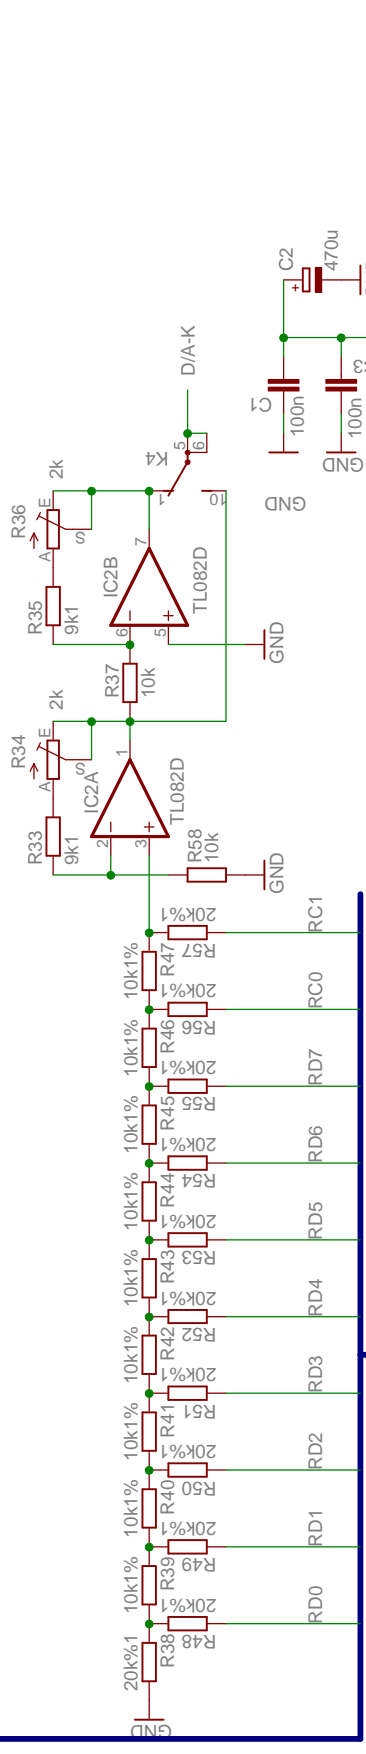 C2
470u
D/A-K
C1
100n
100n
GND
GND
K4
5
6
1
10
2k
R36
E
A
S
IC2B
7
TL082D
6
5
R35
9k1
R37
10k
GND
2k
R34
E
A
S
IC2A
1
TL082D
2
3
R33
9k1
R58
10k
GND
20k%1
R57
RC1
10k1%
R47
20k%1
R56
RC0
10k1%
R46
20k%1
R55
RD7
10k1%
R45
20k%1
R54
RD6
10k1%
R44
20k%1
R53
RD5
10k1%
R43
20k%1
R52
RD4
10k1%
R42
20k%1
R51
RD3
10k1%
R41
20k%1
R50
RD2
10k1%
R40
20k%1
R49
RD1
10k1%
R39
20k%1
R48
RD0
20k%1
R38
GND